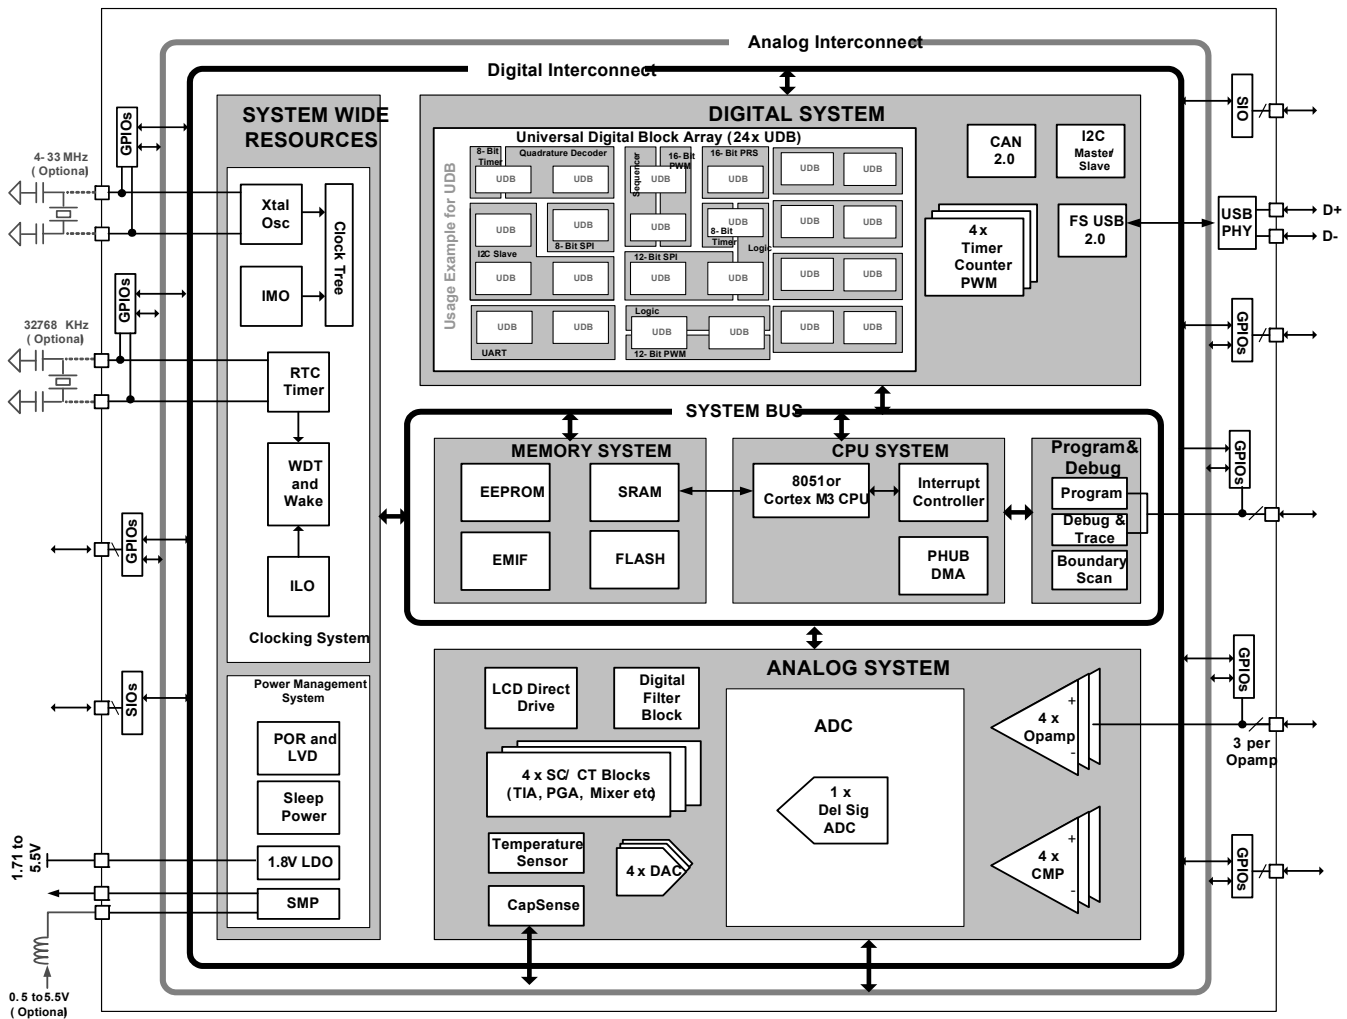 Analog Interconnect
Digital Interconnect
SYSTEM WIDE
RESOURCES
GPIOs
4- 33 MHz
( Optional)
Xtal
Osc
Clock Tree
IMO
GPIOs
32768 KHz
( Optional)
RTC
Timer
WDT
and
Wake
GPIOs
ILO
Clocking System
SIOs
Power Management
System
POR and
LVD
Sleep
Power
1.71 to
5.5V
1.8V LDO
SMP
0. 5 to 5.5V
( Optional)
DIGITAL SYSTEM
Universal Digital Block Array (24x UDB)
Usage Example for UDB
8- Bit
Timer
Quadrature Decoder
Sequencer
16- Bit
PWM
16- Bit PRS
UDB
UDB
UDB
UDB
UDB
UDB
UDB
UDB
UDB
UDB
8- Bit
Timer
UDB
UDB
I2C Slave
8- Bit SPI
Logic
12- Bit SPI
UDB
UDB
UDB
UDB
UDB
UDB
UDB
UDB
Logic
UDB
UDB
UDB
UDB
UDB
UDB
UART
12- Bit PWM
CAN
2.0
I2C
Master/
Slave
4 x
Timer
Counter
PWM
FS USB
2.0
SIO
USB
PHY
D+
D-
GPIOs
SYSTEM BUS
MEMORY SYSTEM
EEPROM
SRAM
EMIF
FLASH
CPU SYSTEM
8051 or
Cortex M3 CPU
Interrupt
Controller
PHUB
DMA
Program &
Debug
Program
Debug &
Trace
Boundary
Scan
GPIOs
ANALOG SYSTEM
LCD Direct
Drive
Digital
Filter
Block
4 x SC/ CT Blocks
(TIA, PGA, Mixer etc)
Temperature
Sensor
4 x DAC
CapSense
ADC
1 x
Del Sig
ADC
+
4 x
Opamp
-
+
4 x
CMP
-
GPIOs
3 per
Opamp
GPIOs